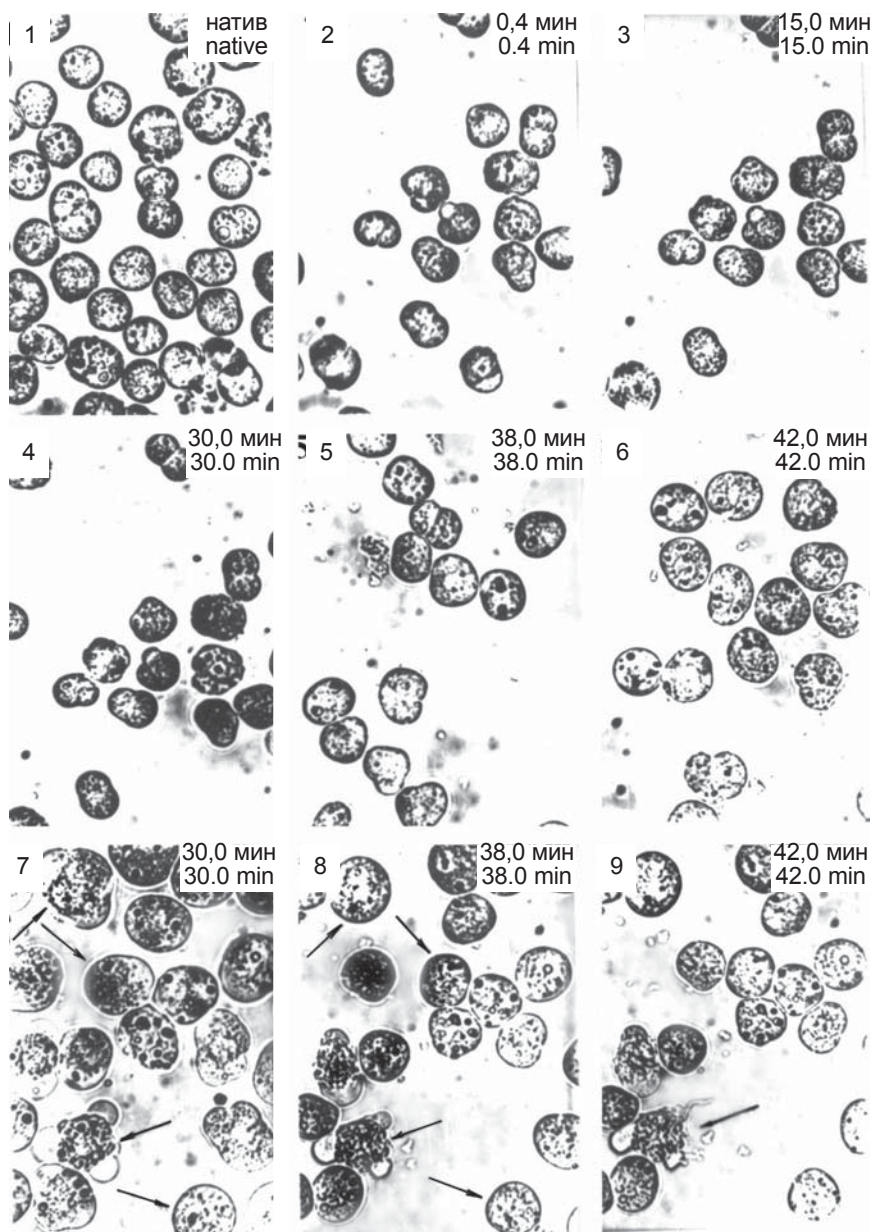 1
натив
native
2
0,4 мин
0.4 min
3
15,0 мин
15.0 min
4
30,0 мин
30.0 min
5
38,0 мин
38.0 min
6
42,0 мин
42.0 min
7
30,0 мин
30.0 min
8
38,0 мин
38.0 min
9
42,0 мин
42.0 min